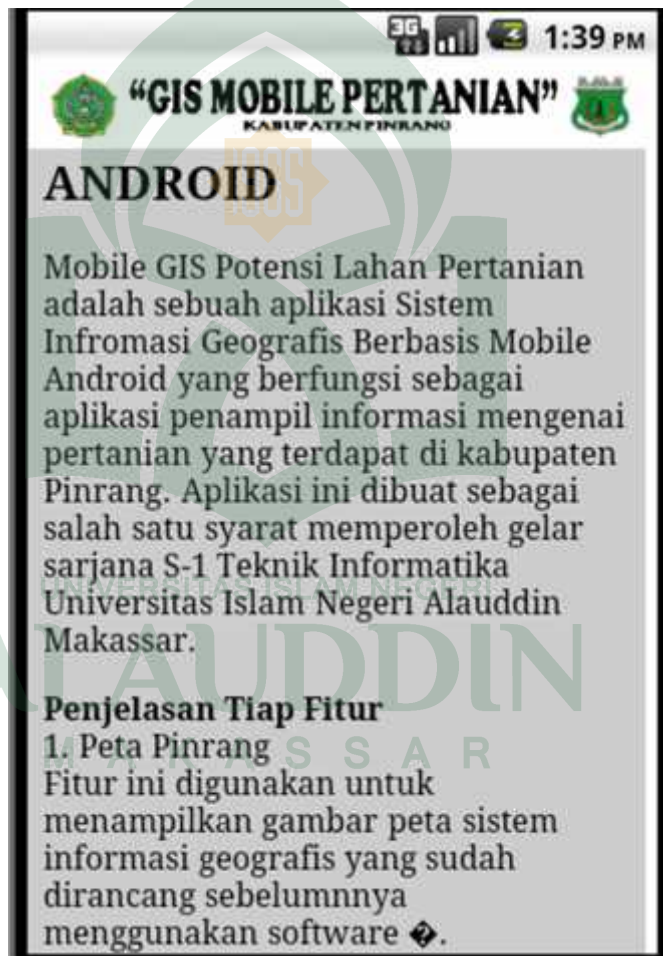 3G 1:39 PM
“GIS MOBILE PERTANIAN”
KABUPATEN PINRANG
ANDROID
Mobile GIS Potensi Lahan Pertanian
adalah sebuah aplikasi Sistem
Infromasi Geografis Berbasis Mobile
Android yang berfungsi sebagai
aplikasi penampil informasi mengenai
pertanian yang terdapat di kabupaten
Pinrang. Aplikasi ini dibuat sebagai
salah satu syarat memperoleh gelar
sarjana S-1 Teknik Informatika
UNIVERSITAS ISLAM NEGERI
Universitas Islam Negeri Alauddin
Makassar.
ALAUDDIN
Penjelasan Tiap Fitur
1. Peta Pinrang
MAKASSAR
Fitur ini digunakan untuk
menampilkan gambar peta sistem
informasi geografis yang sudah
dirancang sebelumnnya
menggunakan software �.